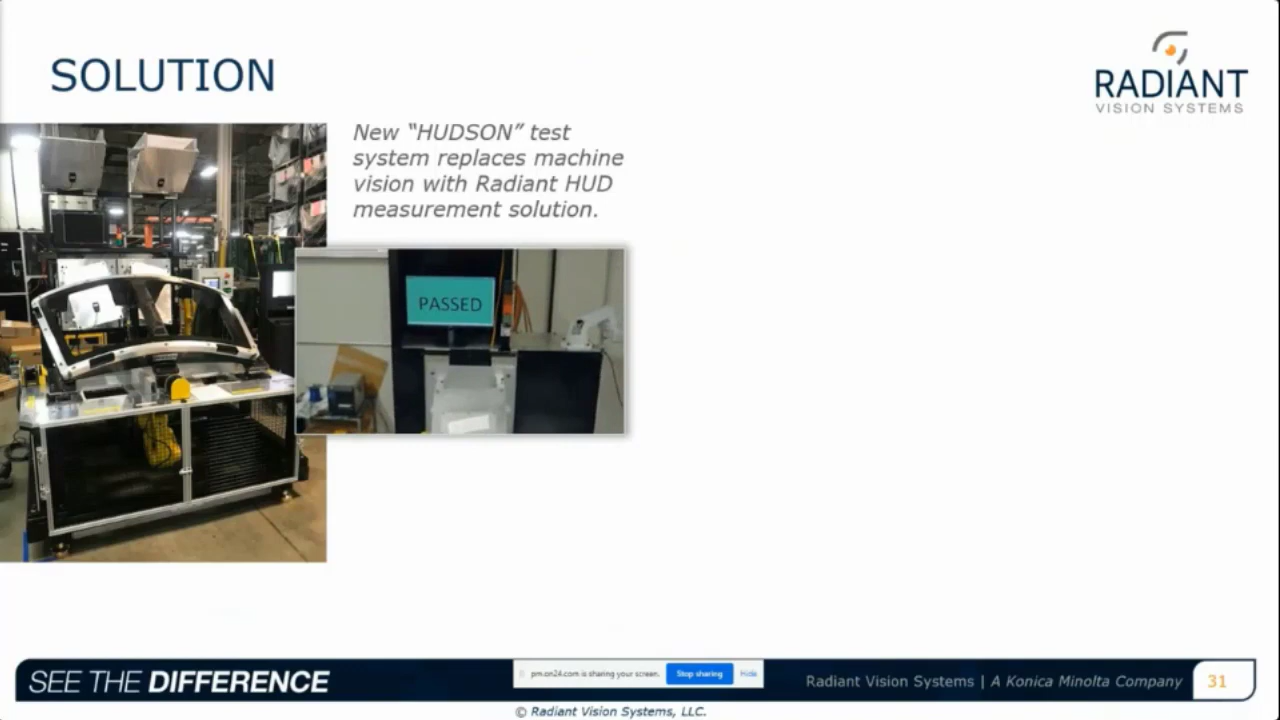 SOLUTION
RADIANT
VISION SYSTEMS
New “HUDSON” test
system replaces machine
vision with Radiant HUD
measurement solution.
PASSED
SEE THE DIFFERENCE
pm.on24.com is sharing your screen.
Stop sharing
Hide
Radiant Vision Systems | A Konica Minolta Company
31
© Radiant Vision Systems, LLC.